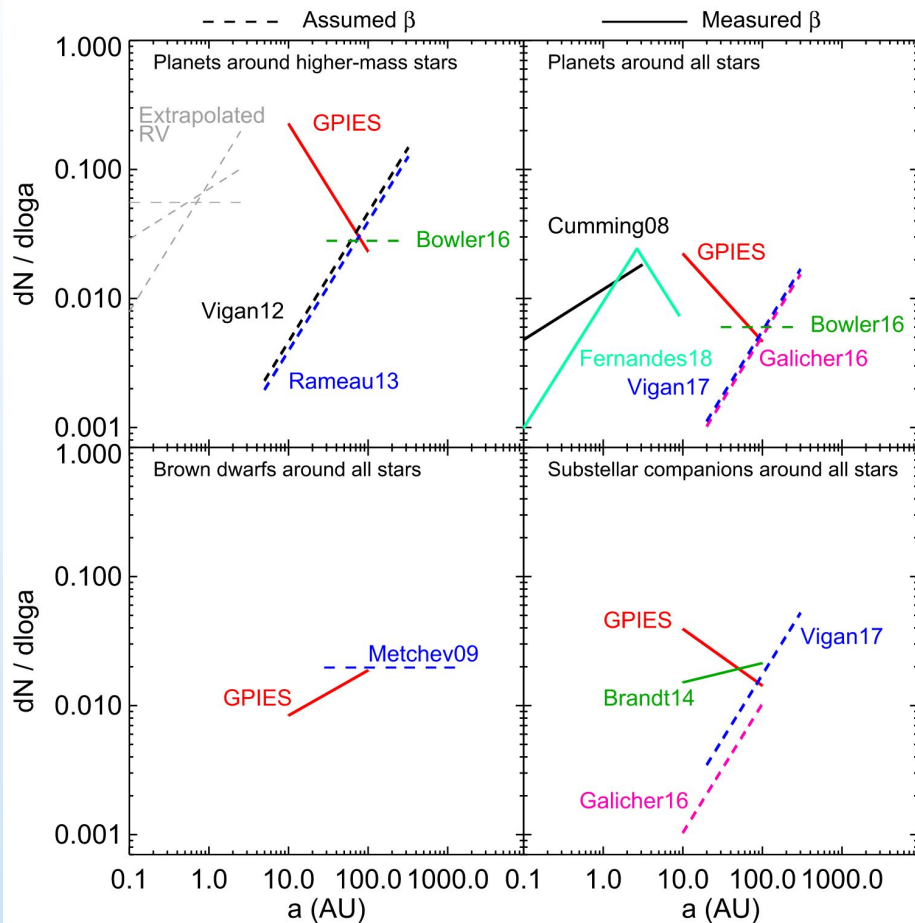 Assumed β
Measured β
Planets around higher-mass stars
Planets around all stars
1.000
0.100
0.010
0.001
dN / dloga
Extrapolated
RV
GPIES
Bowler16
Vigan12
Rameau13
Cumming08
GPIES
Bowler16
Fernandes18
Galicher16
Vigan17
Brown dwarfs around all stars
Substellar companions around all stars
1.000
0.100
0.010
0.001
dN / dloga
Metchev09
GPIES
GPIES
Vigan17
Brandt14
Galicher16
0.1 1.0 10.0 100.0 1000.0
0.1 1.0 10.0 100.0 1000.0
a (AU)
a (AU)